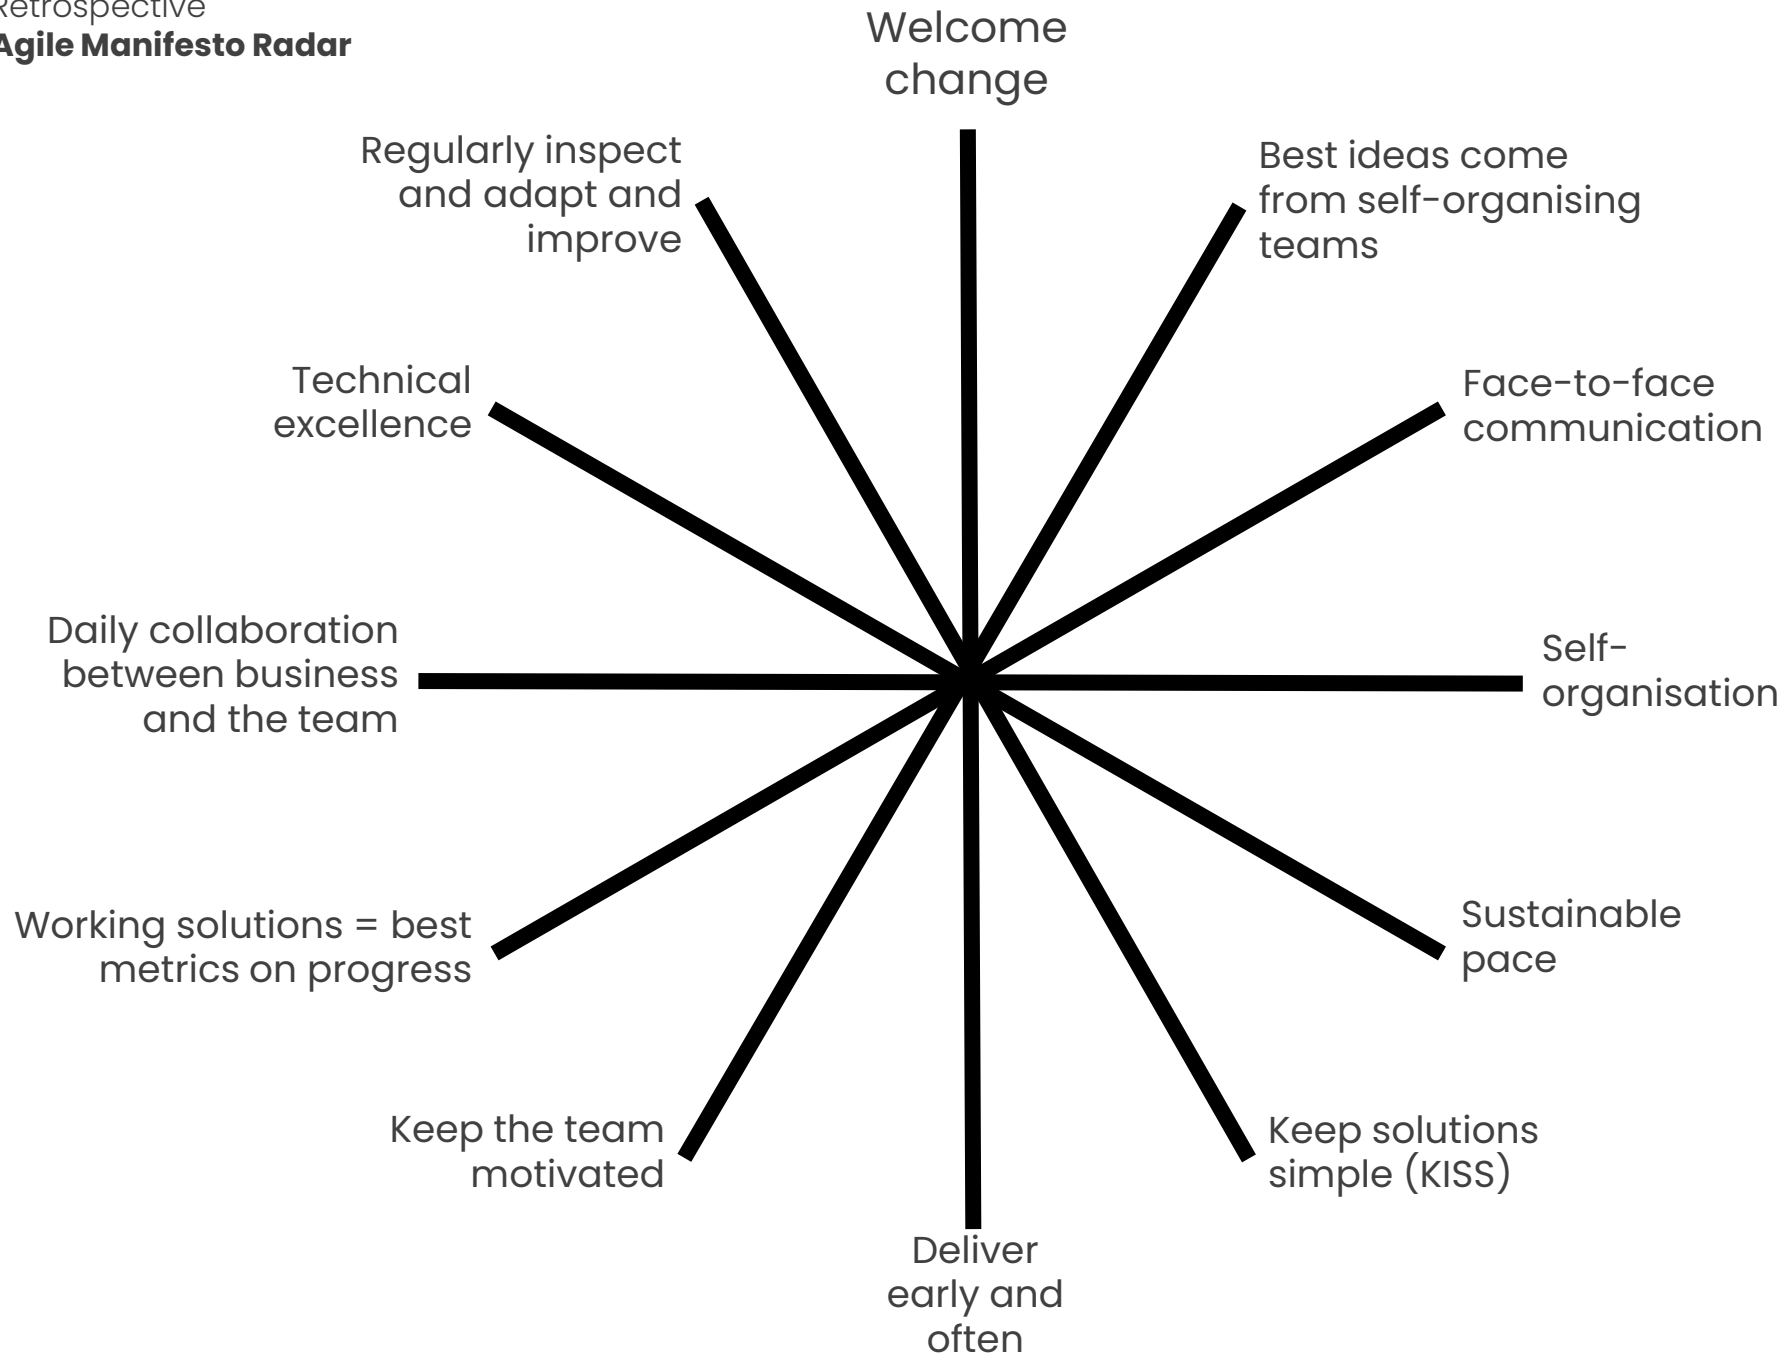 Retrospective
Agile Manifesto Radar
Welcome
change
Best ideas come
from self-organising
teams
Face-to-face
communication
Self-
organisation
Sustainable
pace
Keep solutions
simple (KISS)
Deliver
early and
often
Keep the team
motivated
Working solutions = best
metrics on progress
Daily collaboration
between business
and the team
Technical
excellence
Regularly inspect
and adapt and
improve